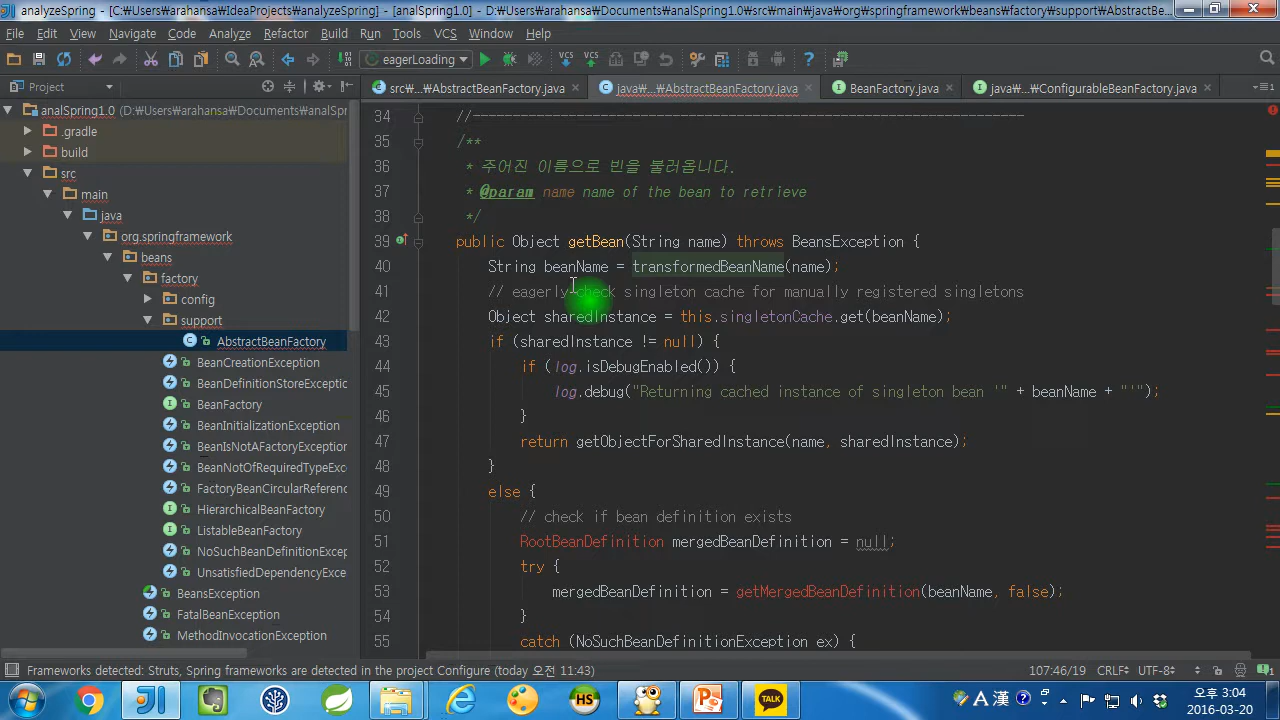 analyzeSpring - [C:₩Users₩arahansa₩IdeaProjects₩analyzeSpring] - [analSpring1.0] - D:₩Users₩arahansa₩Documents₩analSpring1.0₩src₩main₩java₩org₩springframework₩beans₩factory₩support₩AbstractBe...
File Edit View Navigate Code Analyze Refactor Build Run Tools VCS Window Help
eagerLoading
Project
src...₩AbstractBeanFactory.java java₩...₩AbstractBeanFactory.java BeanFactory.java java₩...₩ConfigurableBeanFactory.java
analSpring1.0 (D:₩Users₩arahansa₩Documents₩analSpr
.gradle
build
src
main
java
org.springframework
beans
factory
config
support
AbstractBeanFactory
BeanCreationException
BeanDefinitionStoreExceptic
BeanFactory
BeanInitializationException
BeanIsNotAFactoryException
BeanNotOfRequiredTypeExc
FactoryBeanCircularReferenc
HierarchicalBeanFactory
ListableBeanFactory
NoSuchBeanDefinitionExcep
UnsatisfiedDependencyExce
BeansException
FatalBeanException
MethodInvocationException
34 //---------------------------------------------------------------------
35 /**
36 * 주어진 이름으로 빈을 불러옵니다.
37 * @param name name of the bean to retrieve
38 */
39 public Object getBean(String name) throws BeansException {
40 String beanName = transformedBeanName(name);
41 // eagerly check singleton cache for manually registered singletons
42 Object sharedInstance = this.singletonCache.get(beanName);
43 if (sharedInstance != null) {
44 if (log.isDebugEnabled()) {
45 log.debug("Returning cached instance of singleton bean '" + beanName + "'");
46 }
47 return getObjectForSharedInstance(name, sharedInstance);
48 }
49 else {
50 // check if bean definition exists
51 RootBeanDefinition mergedBeanDefinition = null;
52 try {
53 mergedBeanDefinition = getMergedBeanDefinition(beanName, false);
54 }
55 catch (NoSuchBeanDefinitionException ex) {
Frameworks detected: Struts, Spring frameworks are detected in the project Configure (today 오전 11:43) 107:46/19 CRLF÷ UTF-8÷
HS TALK A 漢 오후 3:04
2016-03-20